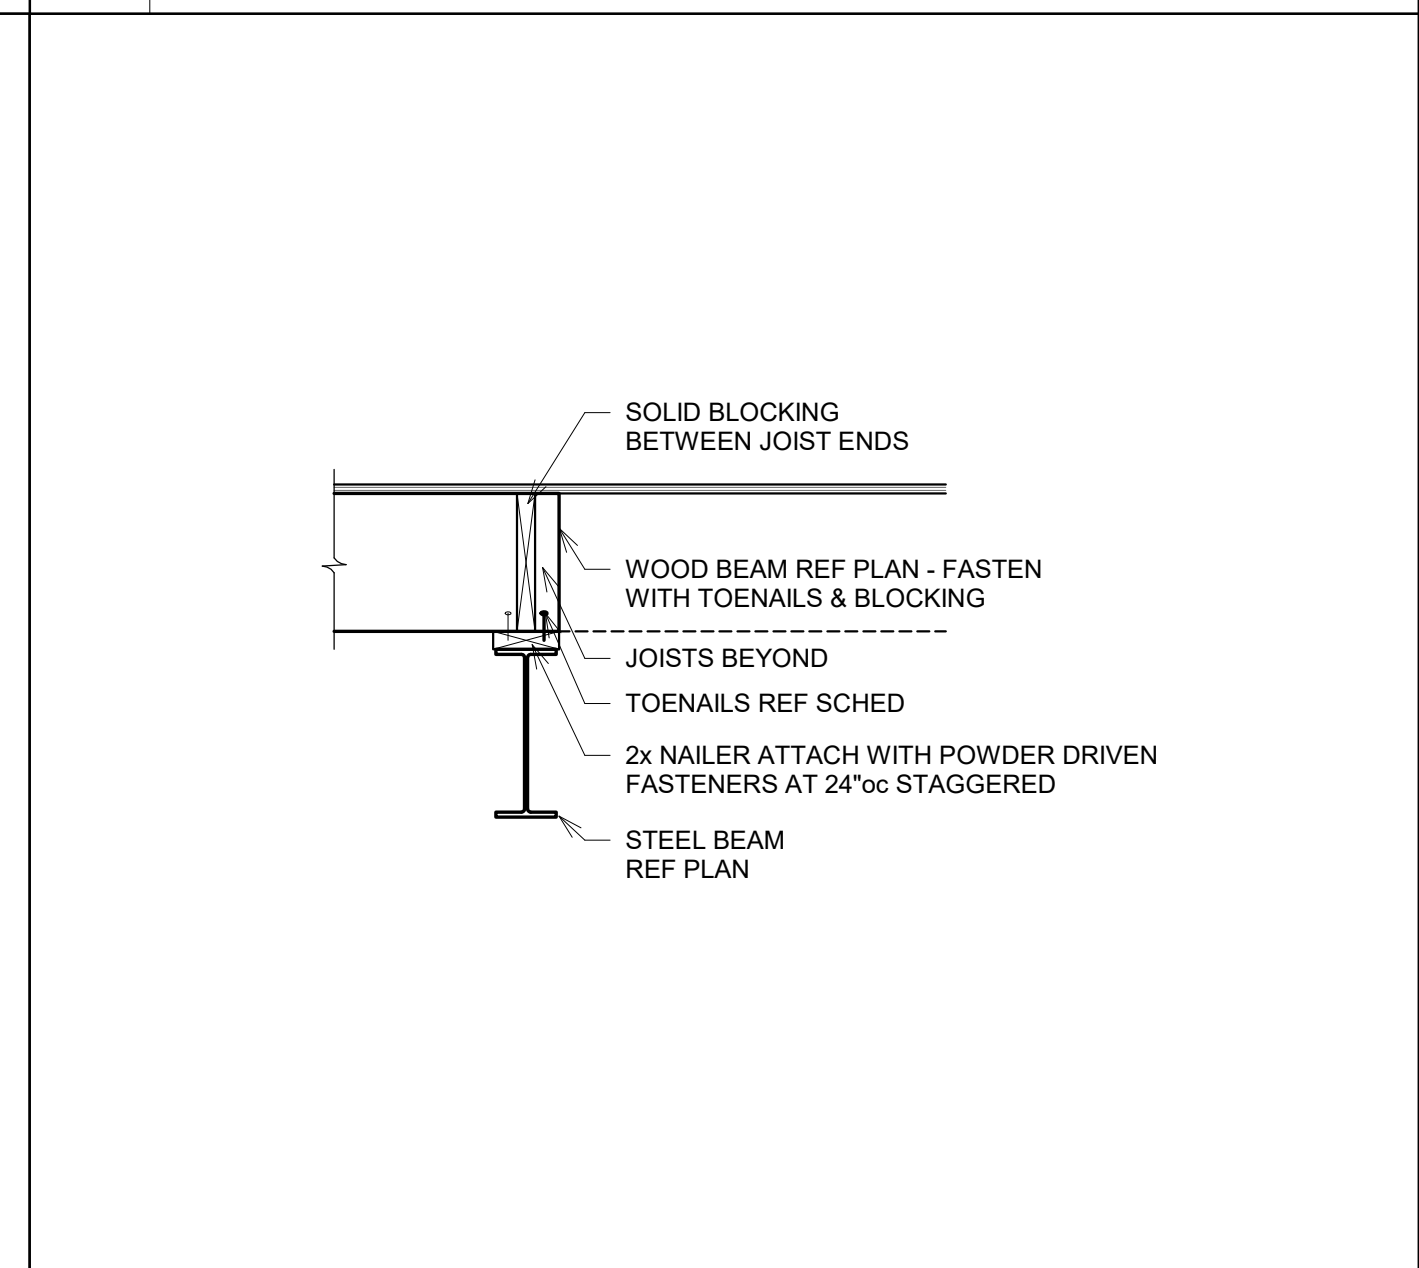 SOLID BLOCKING
BETWEEN JOIST ENDS
WOOD BEAM REF PLAN - FASTEN
WITH TOENAILS & BLOCKING
JOISTS BEYOND
TOENAILS REF SCHED
2x NAILER ATTACH WITH POWDER DRIVEN
FASTENERS AT 24"oc STAGGERED
STEEL BEAM
REF PLAN